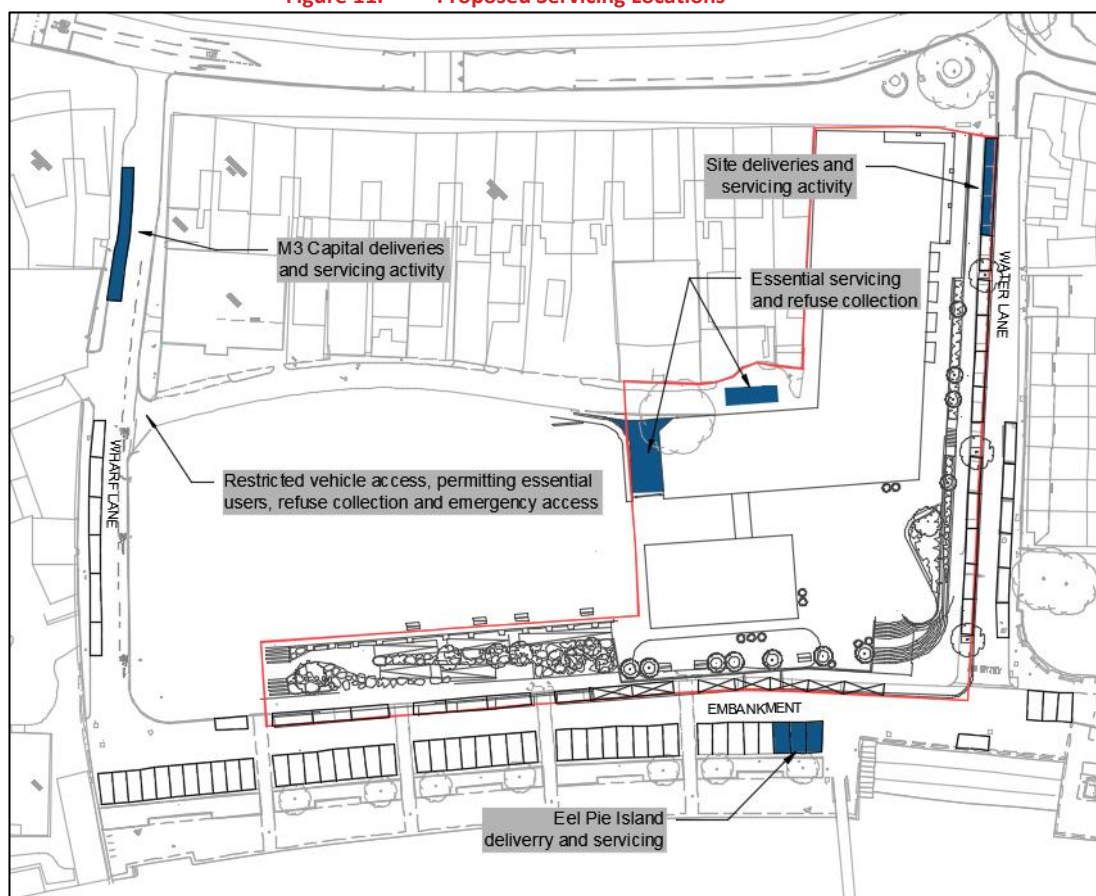 Figure 11. Proposed Servicing Locations
Site deliveries and
servicing activity
M3 Capital deliveries
and servicing activity
Essential servicing
and refuse collection
WATER LANE
WHARF LANE
Restricted vehicle access, permitting essential
users, refuse collection and emergency access
EMBANKMENT
Eel Pie Island
deliverry and servicing